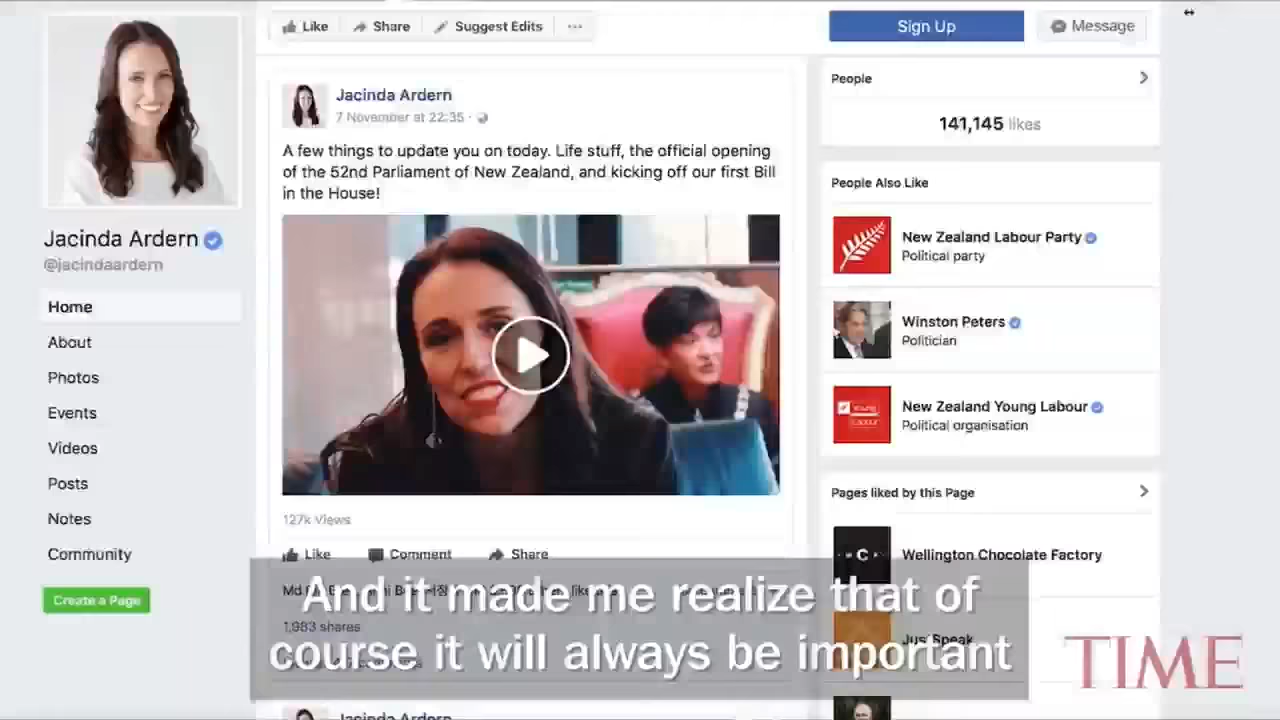 Like
Share
Suggest Edits
Sign Up
Message
Jacinda Ardern
@jacindaardern
Home
About
Photos
Events
Videos
Posts
Notes
Community
Create a Page
Jacinda Ardern
7 November at 22:35
A few things to update you on today. Life stuff, the official opening
of the 52nd Parliament of New Zealand, and kicking off our first Bill
in the House!
127k Views
Like
Comment
Share
1,983 shares
Jacinda Ardern
People
141,145 likes
People Also Like
New Zealand Labour Party
Political party
Winston Peters
Politician
New Zealand Young Labour
Political organisation
Pages liked by this Page
Wellington Chocolate Factory
JustSpeak
And it made me realize that of
course it will always be important
TIME